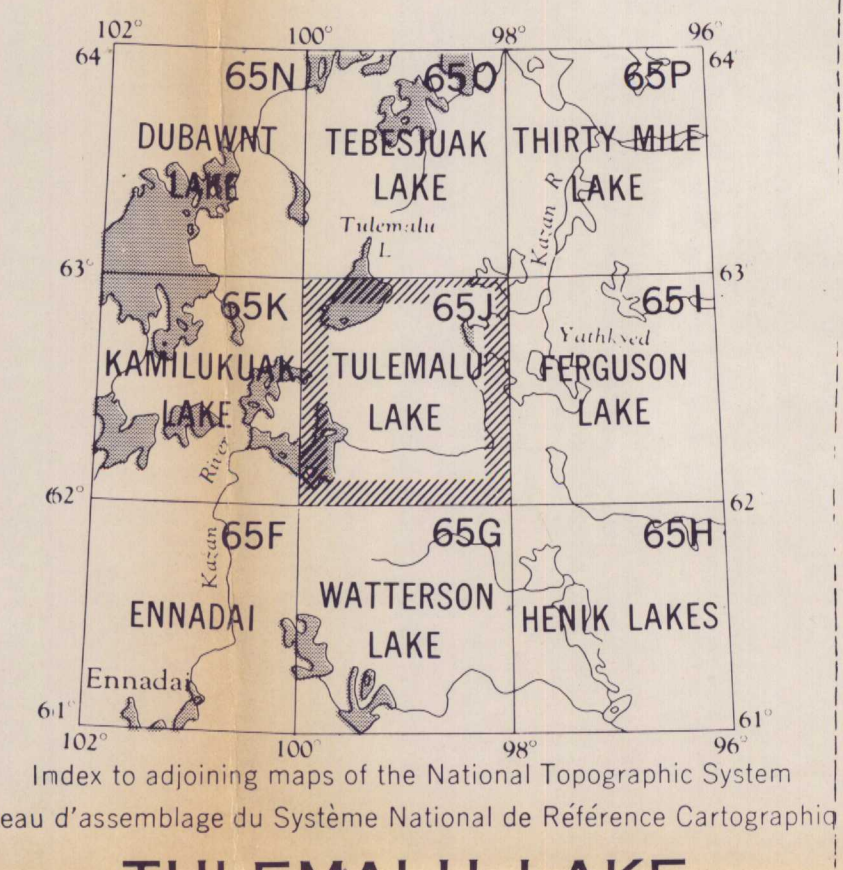 102° 100° 98° 96°
64° 64°
65N 65O 65P
DUBAWNT TEBESJUAK THIRTY MILE
LAKE LAKE LAKE
Kazan R
Tulemalu
L
63° 63°
65K 65J 65I
Yathkyed
KAMILUKUAK TULEMALU FERGUSON
LAKE LAKE LAKE
River
62° 62
65F 65G 65H
Kazan
ENNADAI WATTERSON HENIK LAKES
LAKE
Ennadai
61° 61°
102° 100° 98° 96°
Index to adjoining maps of the National Topographic System
eau d'assemblage du Système National de Référence Cartographiq
TULEMALU LAKE